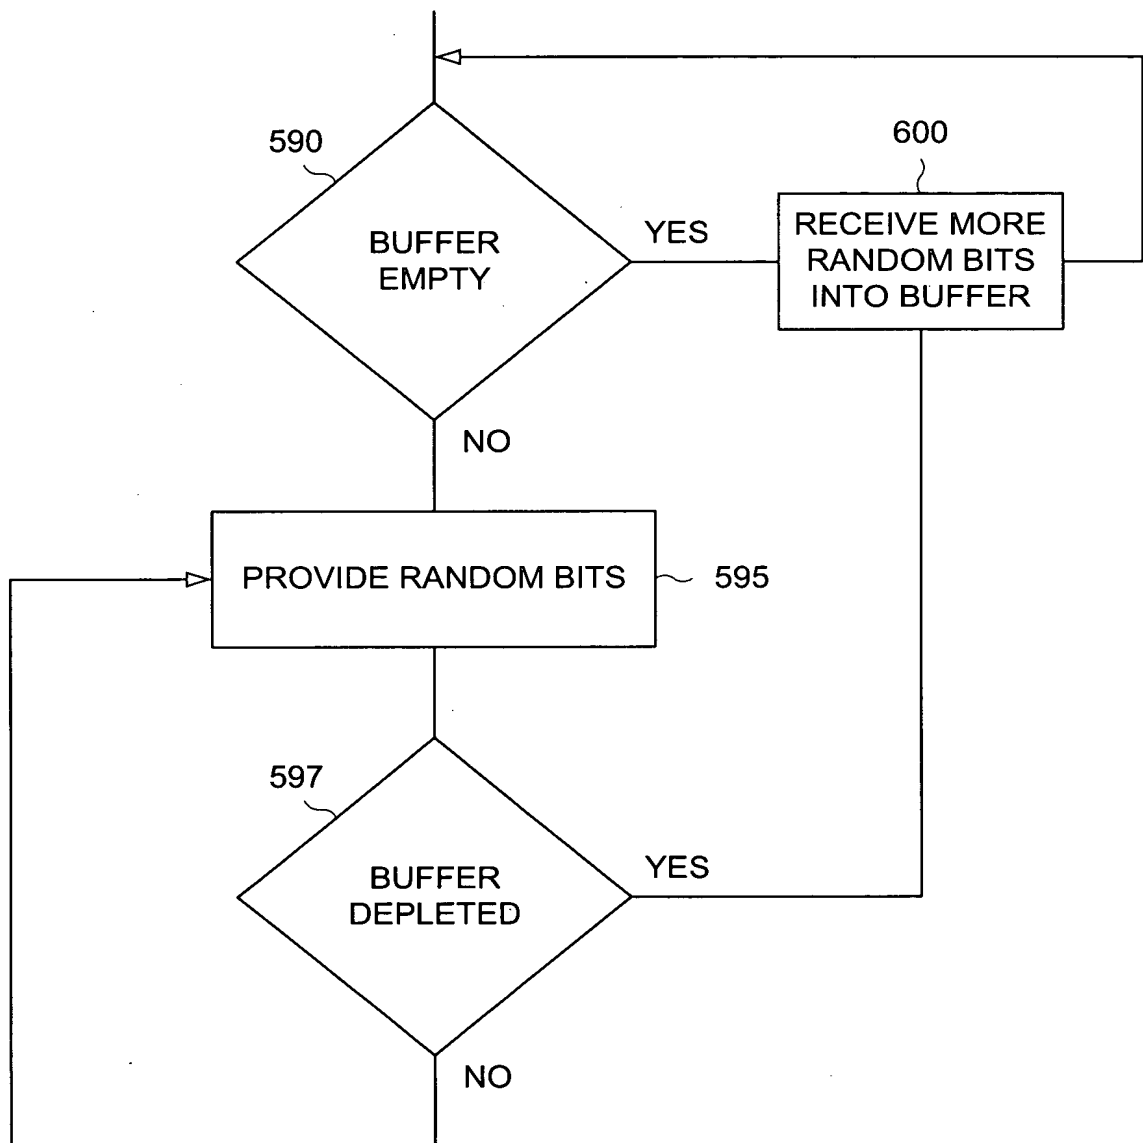 590
600
BUFFER
EMPTY
YES
RECEIVE MORE
RANDOM BITS
INTO BUFFER
NO
PROVIDE RANDOM BITS
595
597
BUFFER
DEPLETED
YES
NO